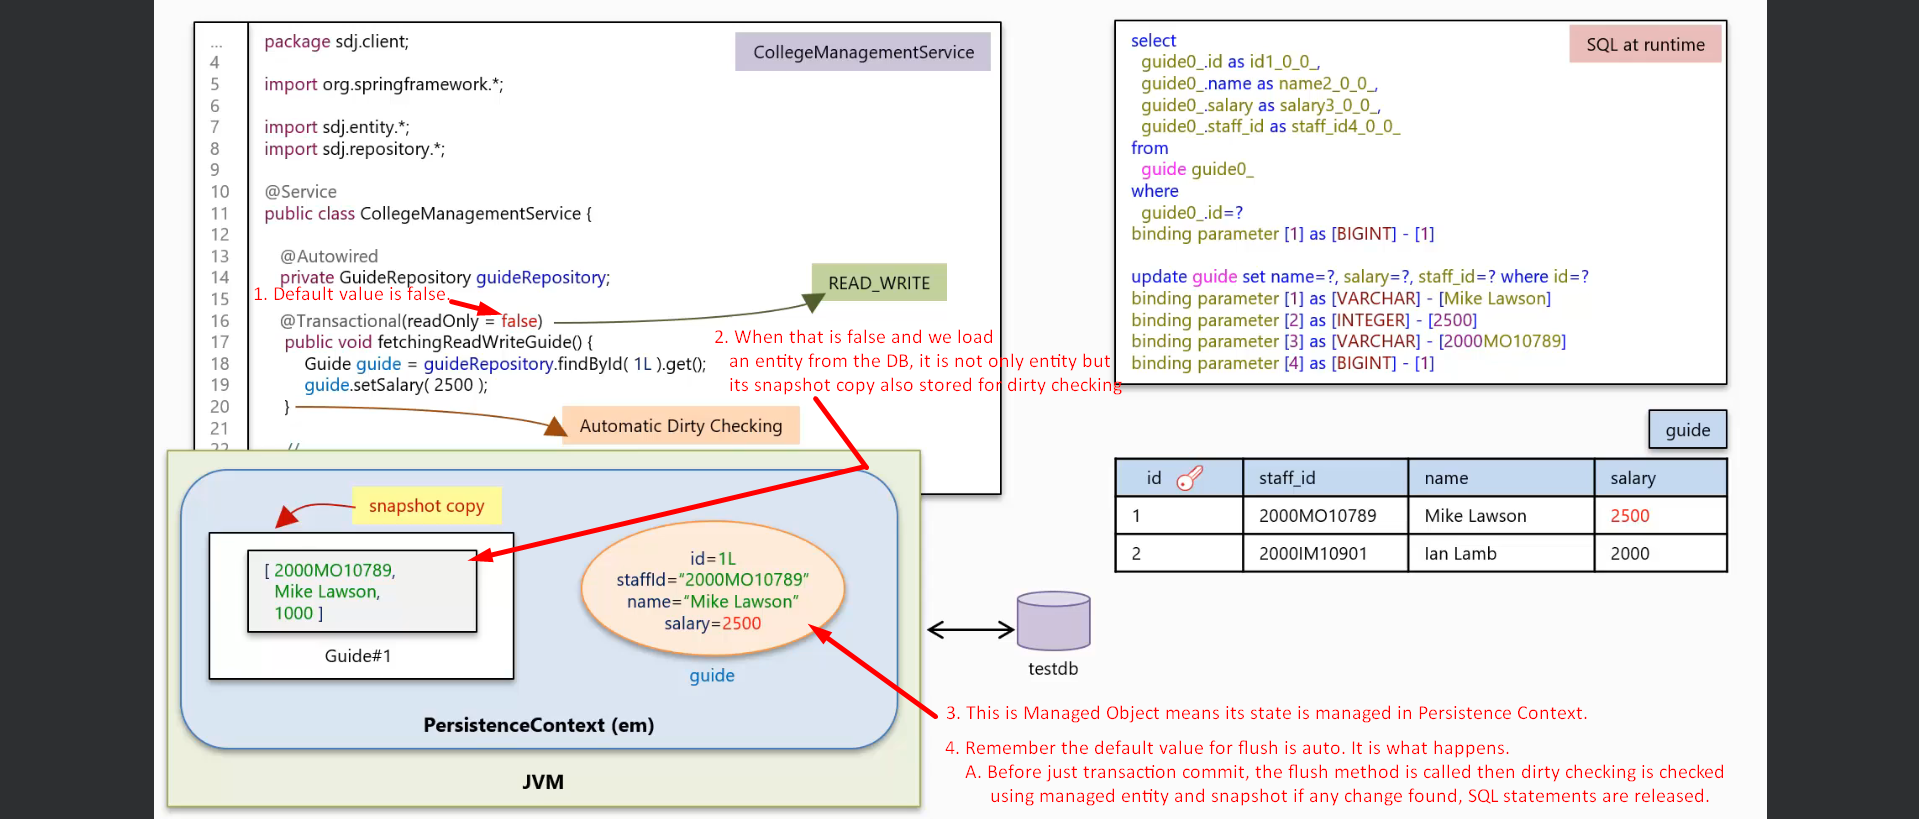 ...
package sdj.client;
CollegeManagementService
4
5
import org.springframework.*;
6
7
import sdj.entity.*;
8
import sdj.repository.*;
9
10
@Service
11
public class CollegeManagementService {
12
13
@Autowired
14
private GuideRepository guideRepository;
15
1. Default value is false.
READ_WRITE
16
@Transactional(readOnly = false)
17
public void fetchingReadWriteGuide() {
18
Guide guide = guideRepository.findById( 1L ).get();
19
guide.setSalary( 2500 );
20
}
21
Automatic Dirty Checking
22
//
2. When that is false and we load
an entity from the DB, it is not only entity but
its snapshot copy also stored for dirty checking
SQL at runtime
select
guide0_.id as id1_0_0_,
guide0_.name as name2_0_0_,
guide0_.salary as salary3_0_0_,
guide0_.staff_id as staff_id4_0_0_
from
guide guide0_
where
guide0_.id=?
binding parameter [1] as [BIGINT] - [1]
update guide set name=?, salary=?, staff_id=? where id=?
binding parameter [1] as [VARCHAR] - [Mike Lawson]
binding parameter [2] as [INTEGER] - [2500]
binding parameter [3] as [VARCHAR] - [2000MO10789]
binding parameter [4] as [BIGINT] - [1]
guide
id staff_id name salary
1 2000MO10789 Mike Lawson 2500
2 2000IM10901 Ian Lamb 2000
snapshot copy
[ 2000MO10789,
Mike Lawson,
1000 ]
Guide#1
id=1L
staffId="2000MO10789"
name="Mike Lawson"
salary=2500
guide
PersistenceContext (em)
JVM
testdb
3. This is Managed Object means its state is managed in Persistence Context.
4. Remember the default value for flush is auto. It is what happens.
A. Before just transaction commit, the flush method is called then dirty checking is checked
using managed entity and snapshot if any change found, SQL statements are released.